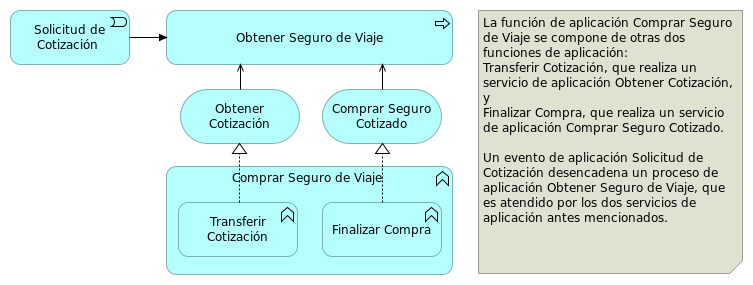 Solicitud de
Cotización
Obtener Seguro de Viaje
Obtener
Cotización
Comprar Seguro
Cotizado
Comprar Seguro de Viaje
Transferir
Cotización
Finalizar Compra
La función de aplicación Comprar Seguro
de Viaje se compone de otras dos
funciones de aplicación:
Transferir Cotización, que realiza un
servicio de aplicación Obtener Cotización,
y
Finalizar Compra, que realiza un servicio
de aplicación Comprar Seguro Cotizado.
Un evento de aplicación Solicitud de
Cotización desencadena un proceso de
aplicación Obtener Seguro de Viaje, que
es atendido por los dos servicios de
aplicación antes mencionados.